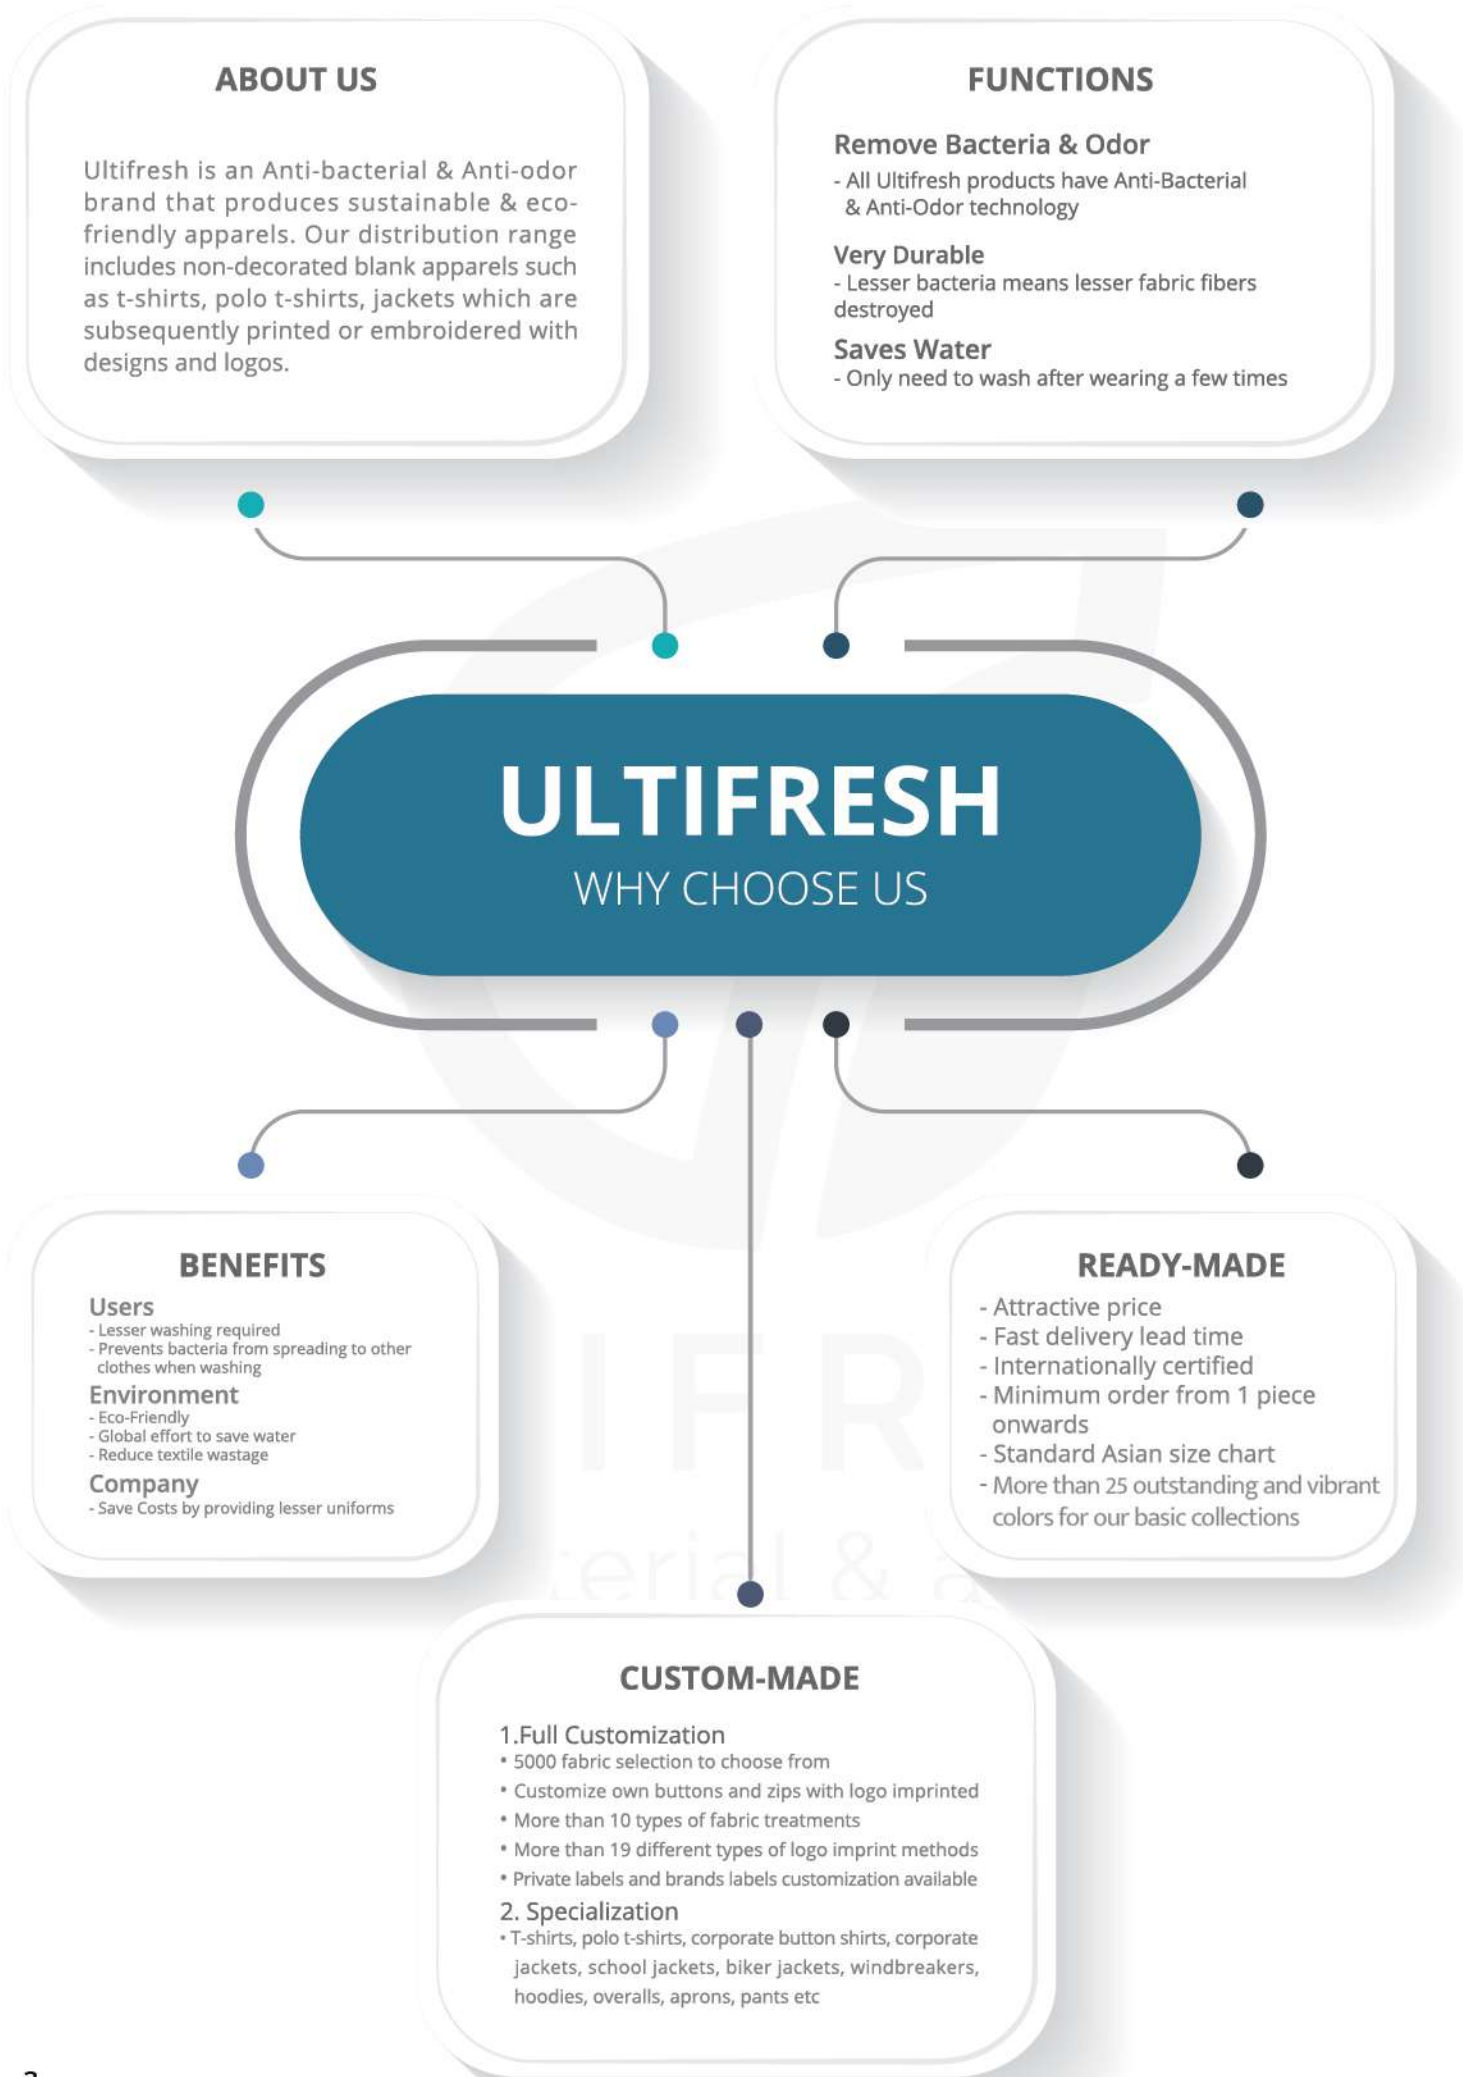 ABOUT US
Ultifresh is an Anti-bacterial & Anti-odor
brand that produces sustainable & eco-
friendly apparels. Our distribution range
includes non-decorated blank apparels such
as t-shirts, polo t-shirts, jackets which are
subsequently printed or embroidered with
designs and logos.
FUNCTIONS
Remove Bacteria & Odor
- All Ultifresh products have Anti-Bacterial
& Anti-Odor technology
Very Durable
- Lesser bacteria means lesser fabric fibers
destroyed
Saves Water
- Only need to wash after wearing a few times
ULTIFRESH
WHY CHOOSE US
BENEFITS
Users
- Lesser washing required
- Prevents bacteria from spreading to other
clothes when washing
Environment
- Eco-Friendly
- Global effort to save water
- Reduce textile wastage
Company
- Save Costs by providing lesser uniforms
READY-MADE
- Attractive price
- Fast delivery lead time
- Internationally certified
- Minimum order from 1 piece
onwards
- Standard Asian size chart
- More than 25 outstanding and vibrant
colors for our basic collections
CUSTOM-MADE
1.Full Customization
• 5000 fabric selection to choose from
• Customize own buttons and zips with logo imprinted
• More than 10 types of fabric treatments
• More than 19 different types of logo imprint methods
• Private labels and brands labels customization available
2. Specialization
• T-shirts, polo t-shirts, corporate button shirts, corporate
jackets, school jackets, biker jackets, windbreakers,
hoodies, overalls, aprons, pants etc